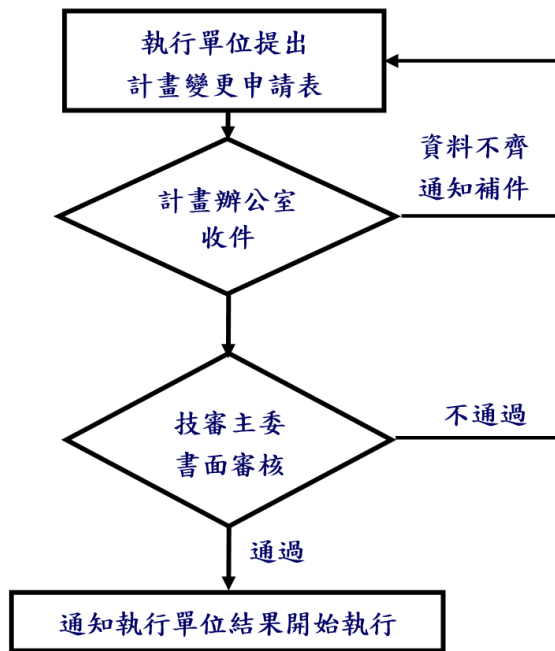 執行單位提出
計畫變更申請表
計畫辦公室
收件
資料不齊
通知補件
技審主委
書面審核
不通過
通過
通知執行單位結果開始執行